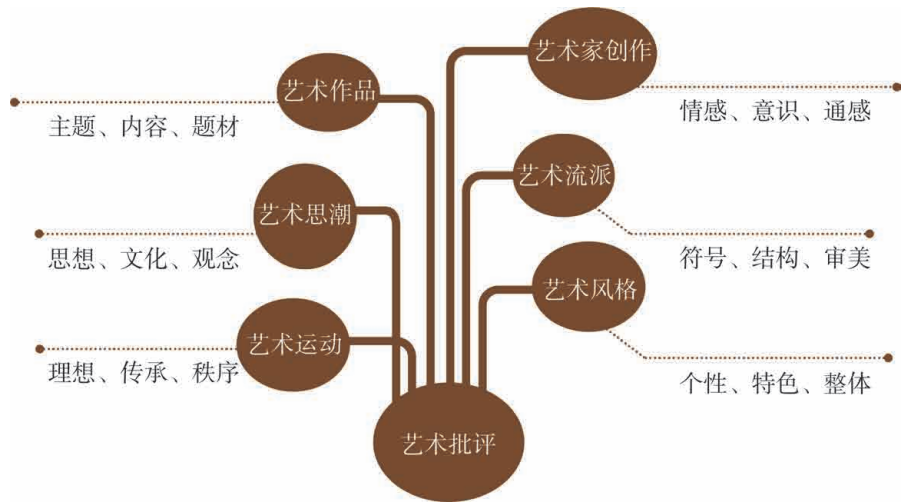 艺术家创作
情感、意识、通感
艺术作品
主题、内容、题材
艺术流派
符号、结构、审美
艺术思潮
思想、文化、观念
艺术风格
个性、特色、整体
艺术运动
理想、传承、秩序
艺术批评